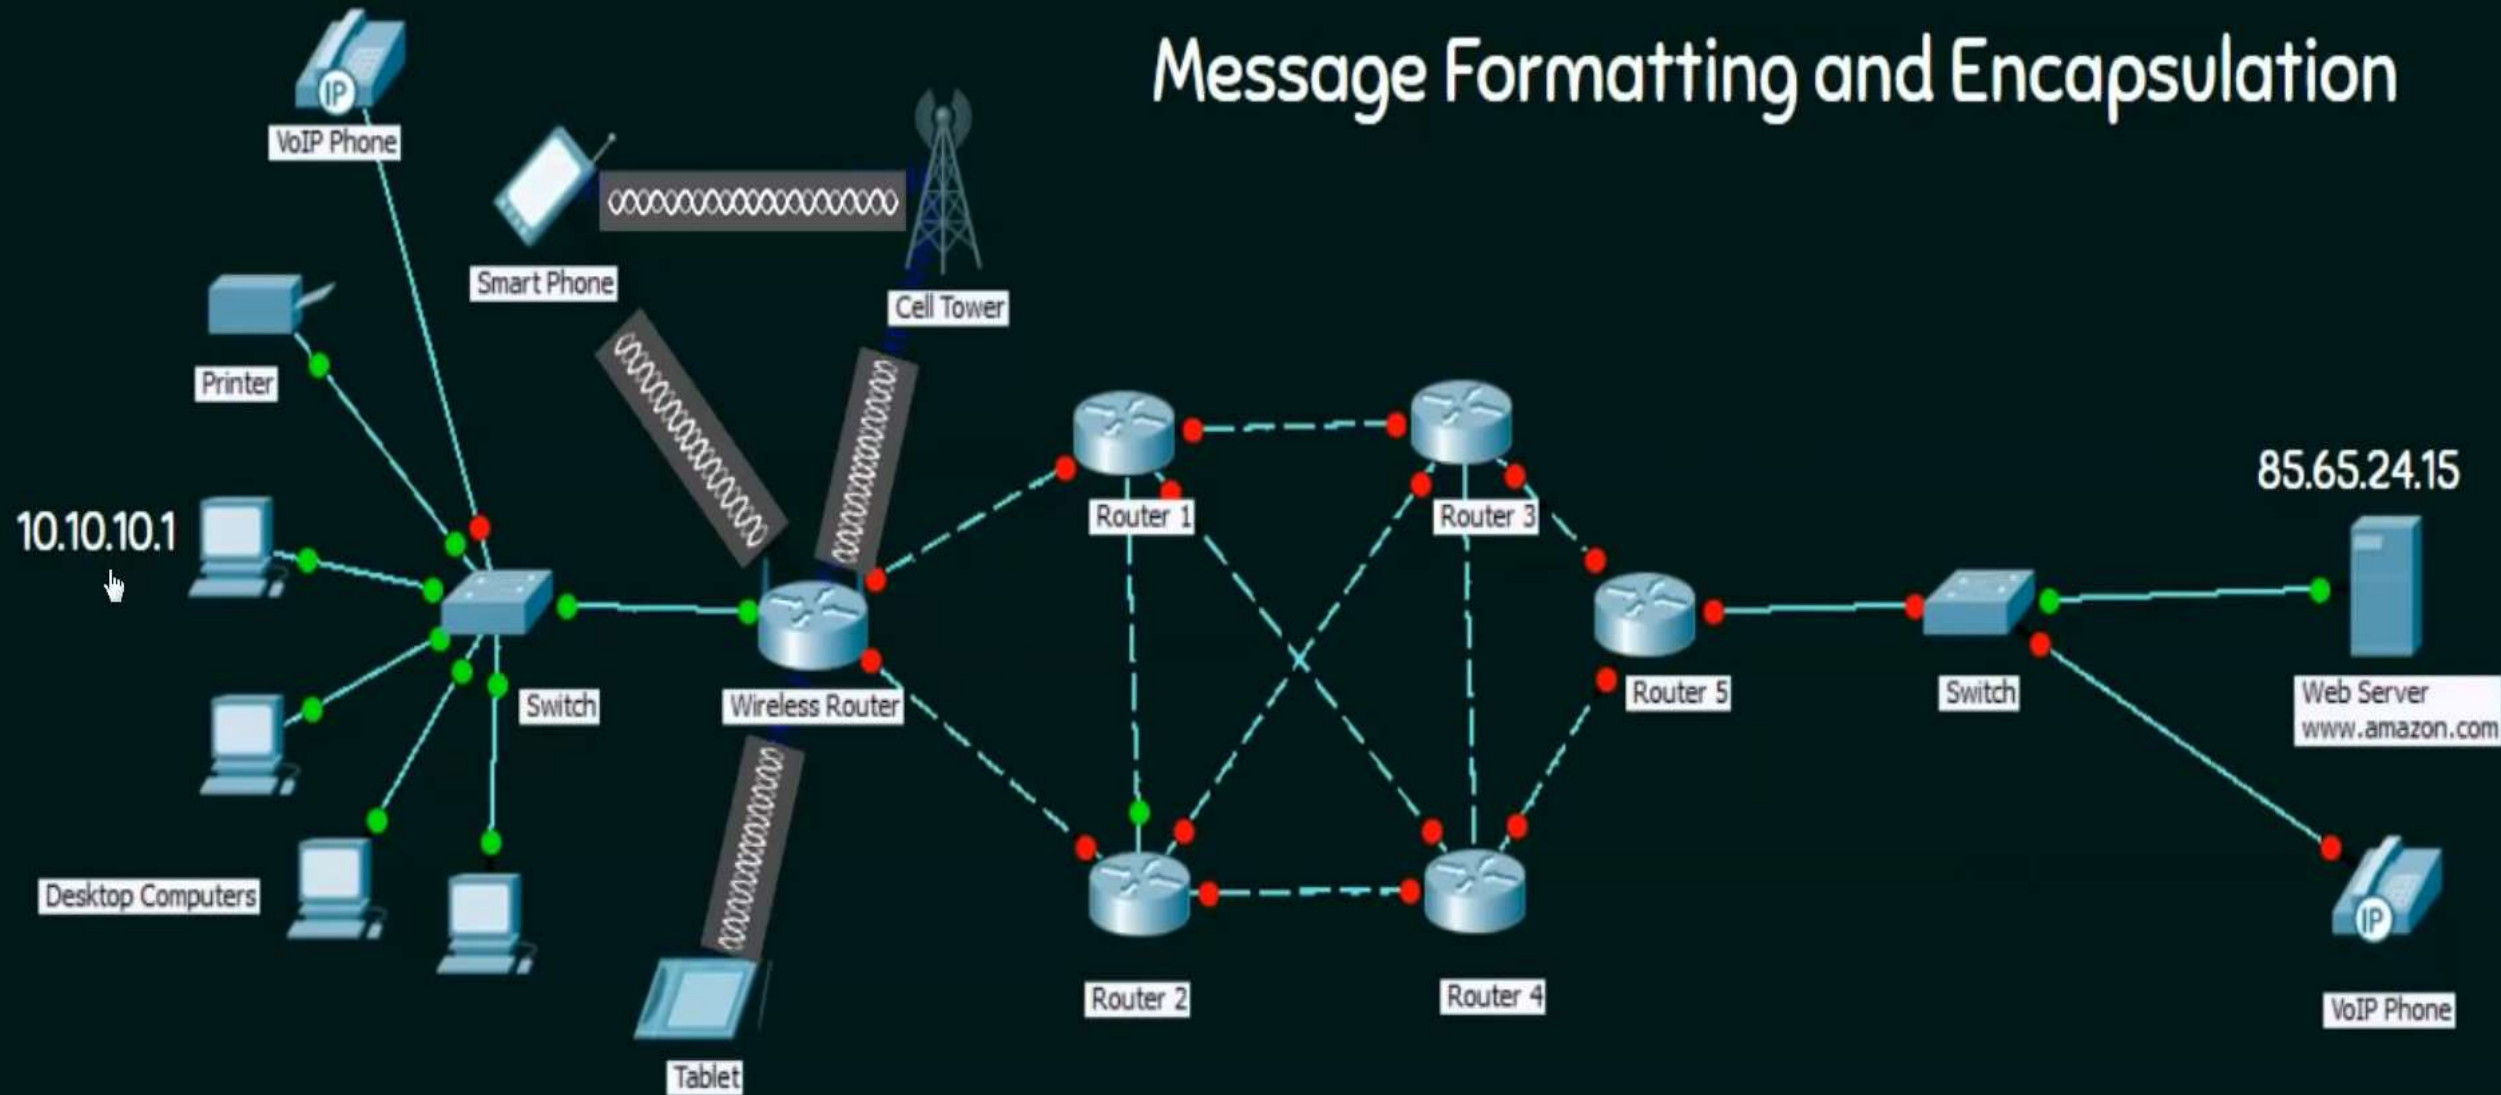 Message Formatting and Encapsulation
IP
VoIP Phone
Smart Phone
Cell Tower
Printer
10.10.10.1
85.65.24.15
Router 1
Router 3
Switch
Wireless Router
Router 5
Switch
Web Server
www.amazon.com
Desktop Computers
IP
Router 2
Router 4
VoIP Phone
Tablet